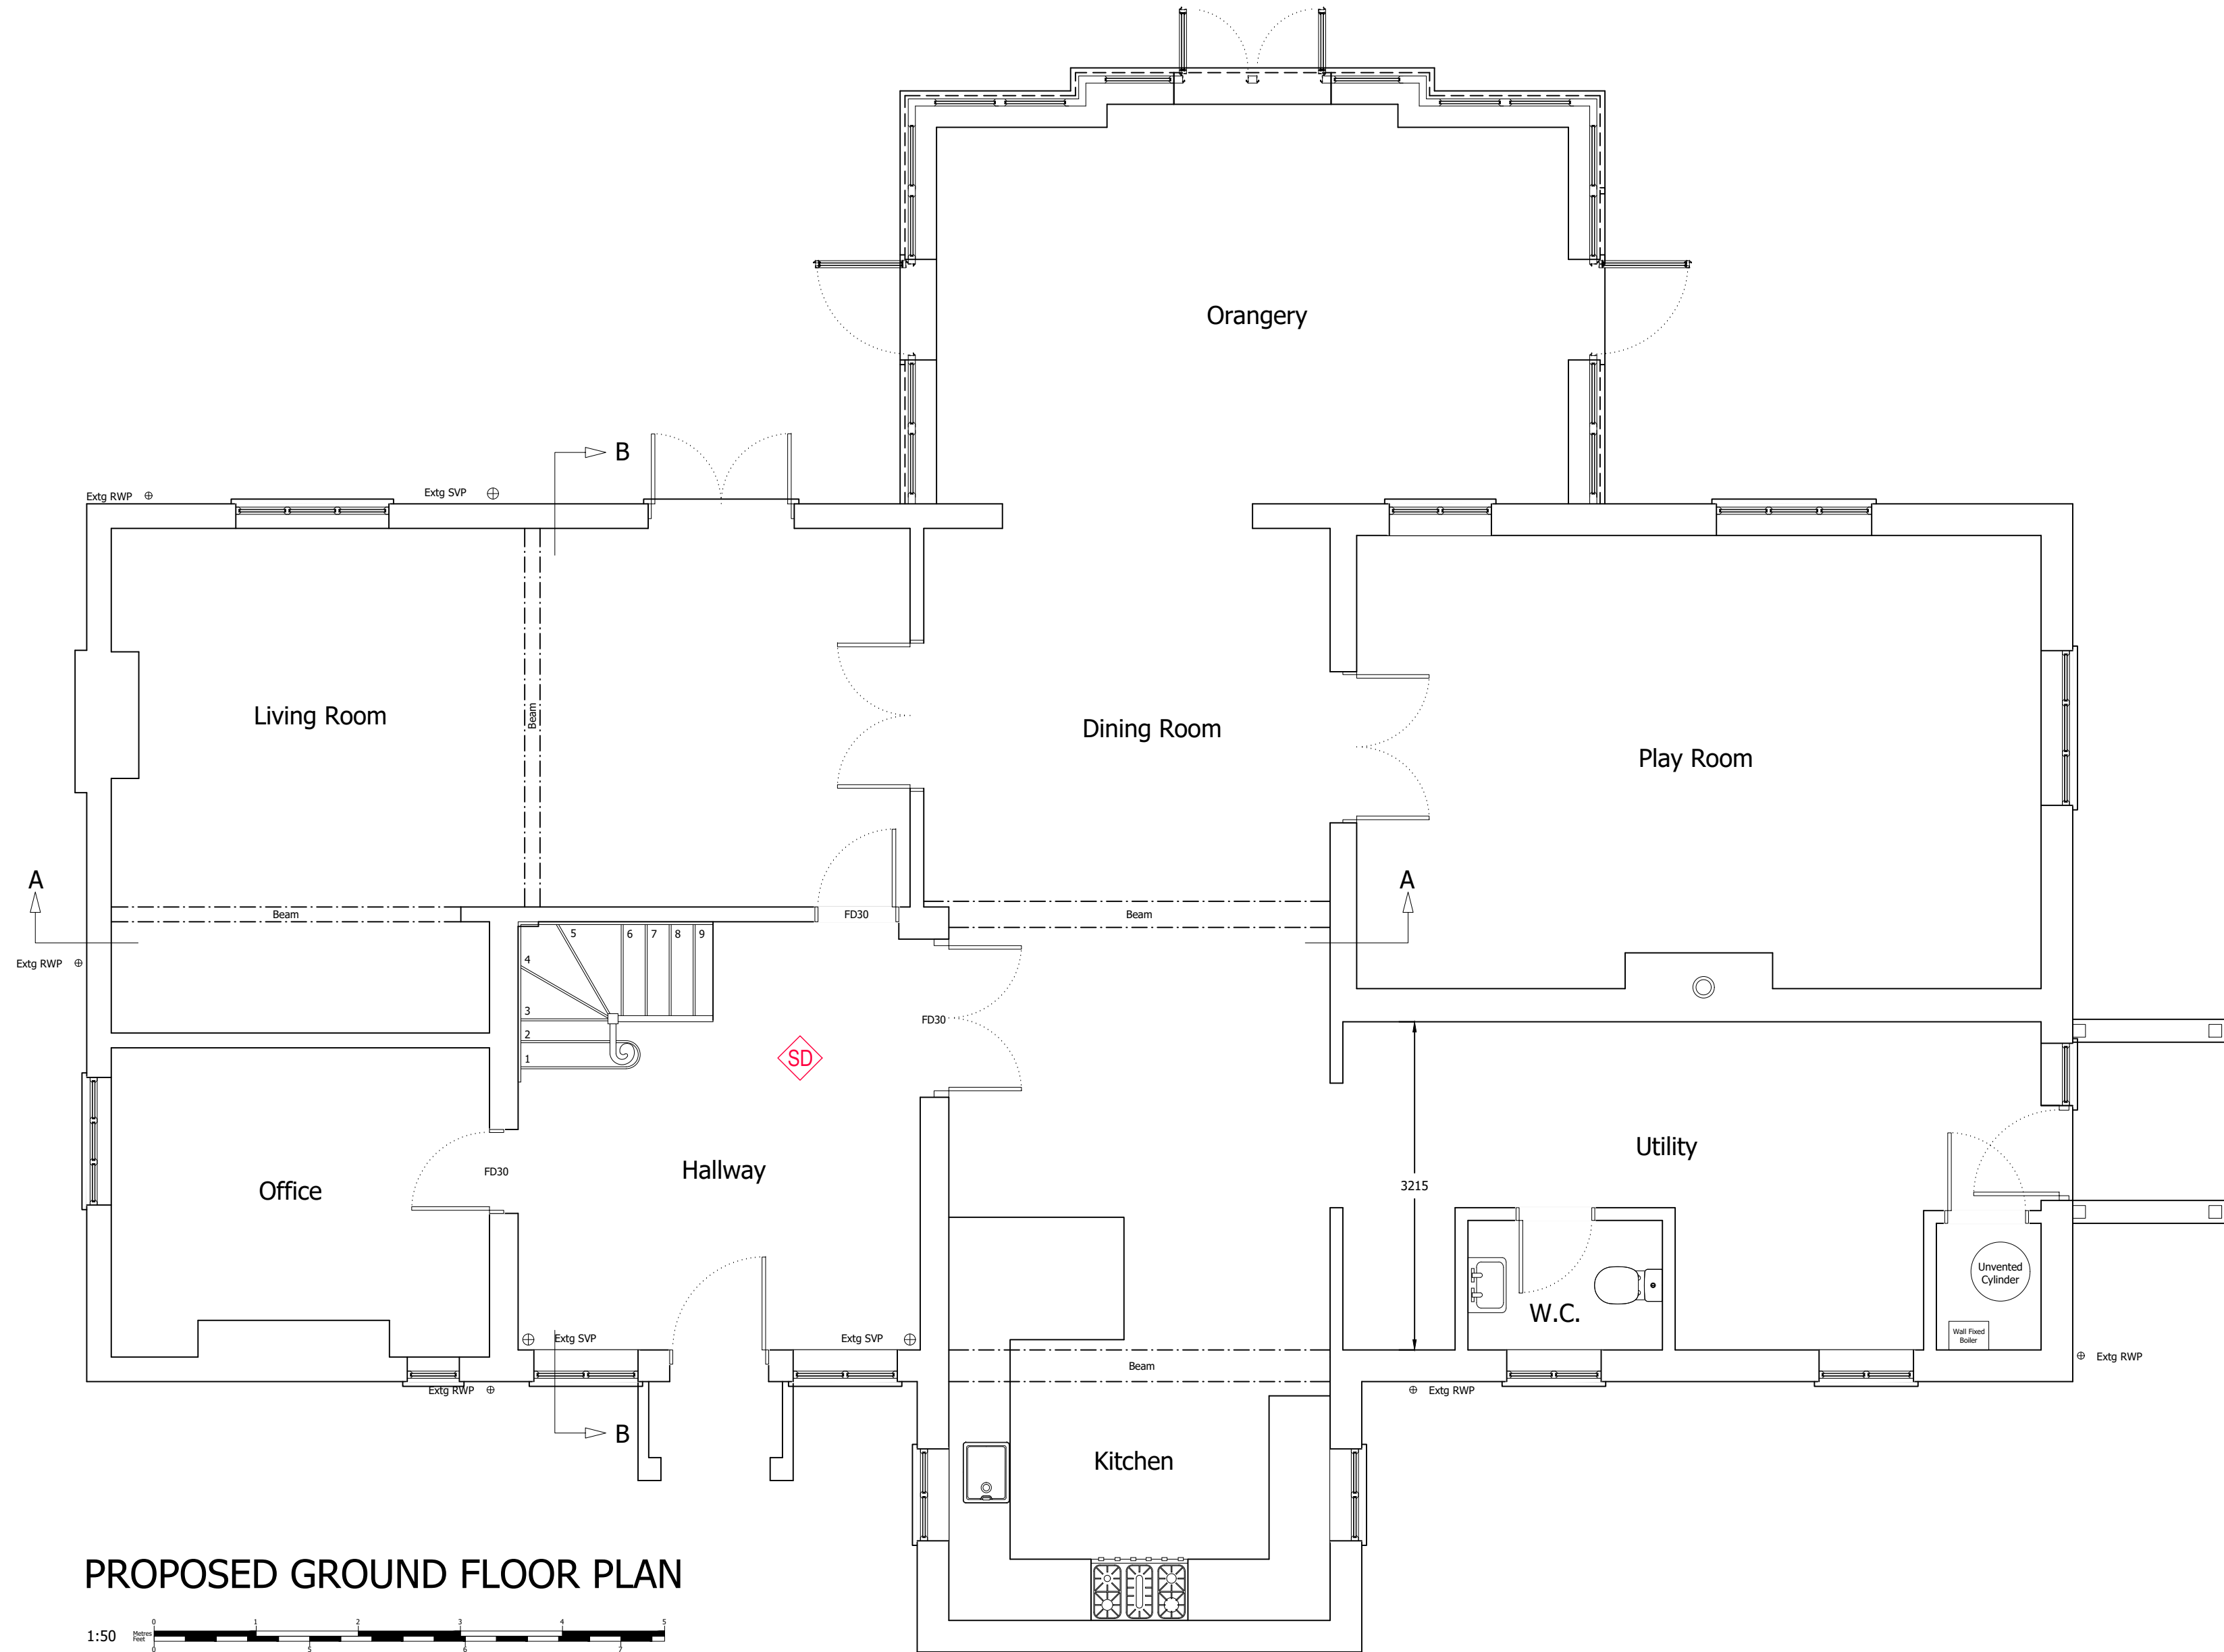 Orangery
B
Extg RWP
Extg SVP
Living Room
Beam
Dining Room
Play Room
A
A
Beam
FD30
Beam
Extg RWP
5
6
7
8
9
4
3
2
1
FD30
SD
Utility
FD30
Hallway
3215
Office
Unvented
Cylinder
W.C.
Extg SVP
Extg SVP
Wall Fixed
Boiler
Extg RWP
Beam
Extg RWP
Extg RWP
B
Kitchen
PROPOSED GROUND FLOOR PLAN
1:50
Metres
Feet
0 1 2 3 4 5
0 5 6 7